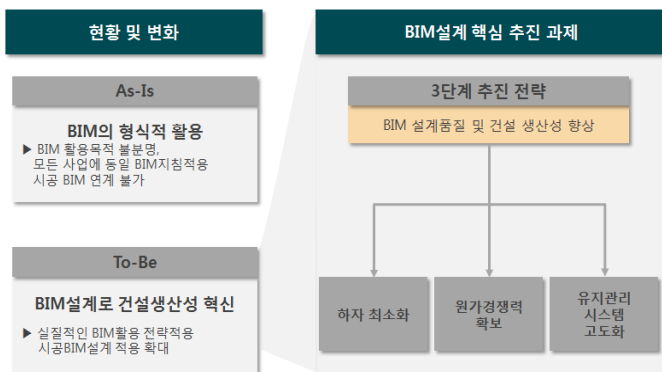 현황 및 변화
As-Is
BIM의 형식적 활용
▶ BIM 활용목적 불분명,
모든 사업에 동일 BIM지침적용
시공 BIM 연계 불가
To-Be
BIM설계로 건설생산성 혁신
▶ 실질적인 BIM활용 전략적용
시공BIM설계 적용 확대
BIM설계 핵심 추진 과제
3단계 추진 전략
BIM 설계품질 및 건설 생산성 향상
하자 최소화
원가경쟁력
확보
유지관리
시스템
고도화